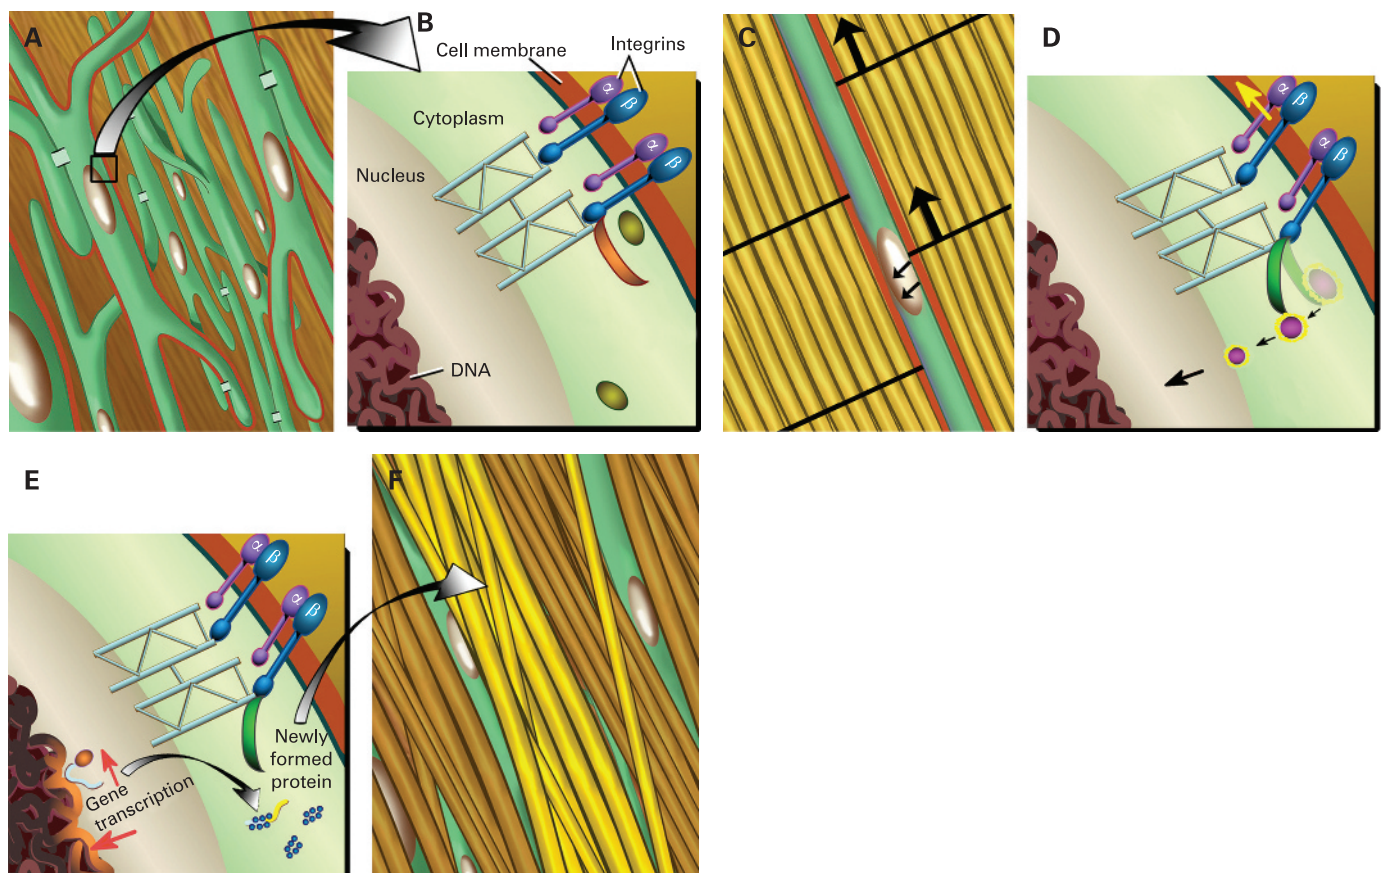 A
B
Cell membrane
Integrins
α
β
Cytoplasm
α
β
Nucleus
DNA
C
D
α
β
α
β
E
α
β
α
β
Newly
formed
protein
Gene
transcription
F